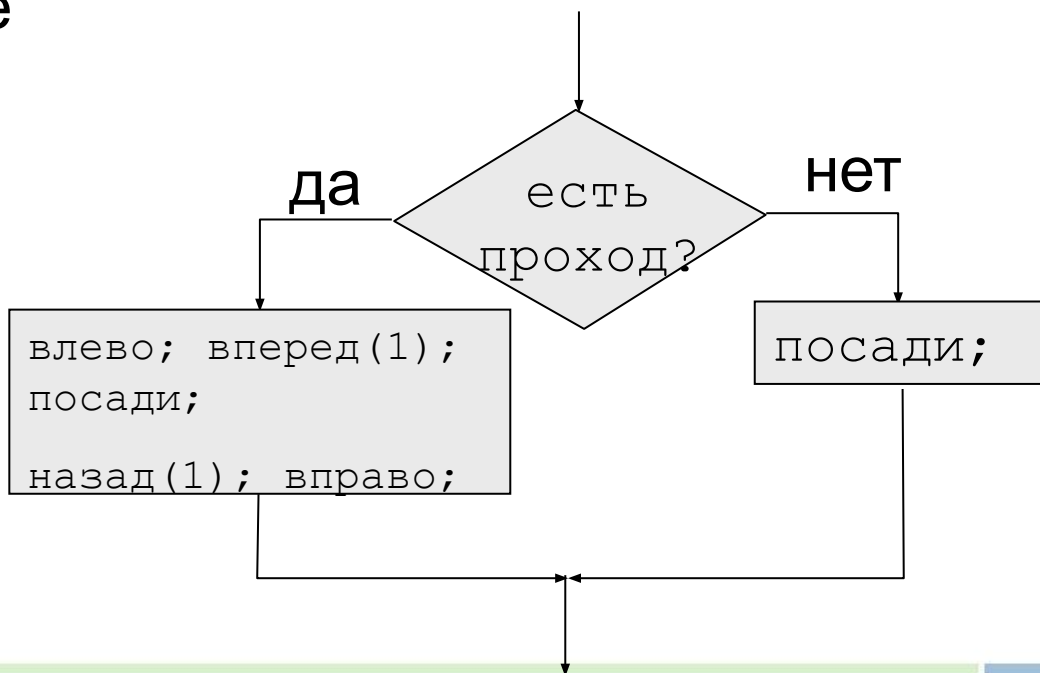 е
да
нет
есть
проход?
влево; вперед(1);
посади;
назад(1); вправо;
посади;